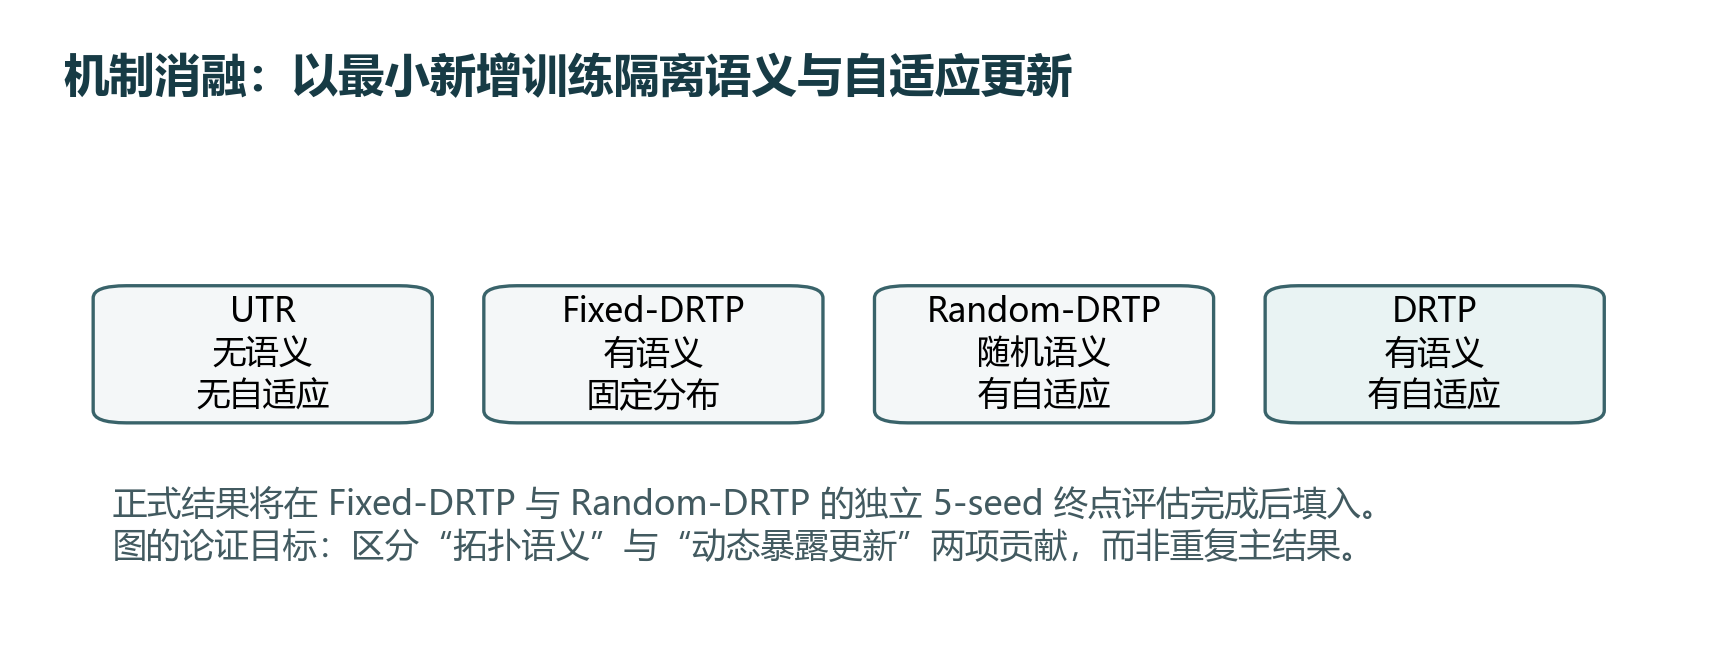 机制消融：以最小新增训练隔离语义与自适应更新
UTR
无语义
无自适应
Fixed-DRTP
有语义
固定分布
Random-DRTP
随机语义
有自适应
DRTP
有语义
有自适应
正式结果将在 Fixed-DRTP 与 Random-DRTP 的独立 5-seed 终点评估完成后填入。
图的论证目标：区分“拓扑语义”与“动态暴露更新”两项贡献，而非重复主结果。